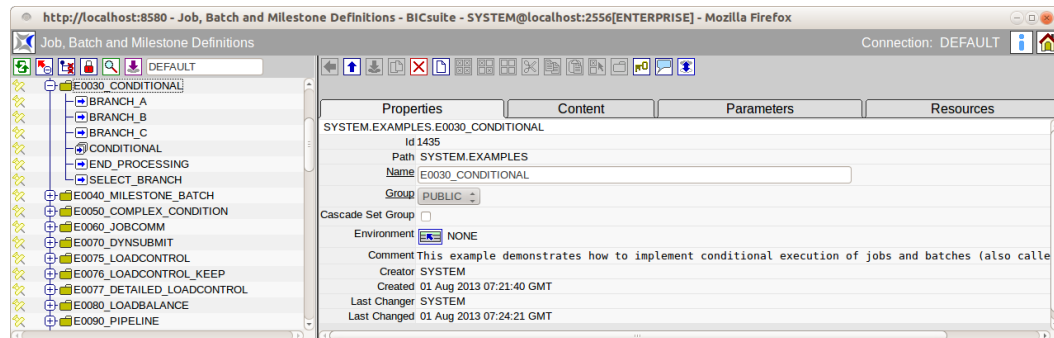 http://localhost:8580 - Job, Batch and Milestone Definitions - BICsuite - SYSTEM@localhost:2556[ENTERPRISE] - Mozilla Firefox
Job, Batch and Milestone Definitions
Connection: DEFAULT
DEFAULT
E0030_CONDITIONAL
BRANCH_A
BRANCH_B
BRANCH_C
CONDITIONAL
END_PROCESSING
SELECT_BRANCH
E0040_MILESTONE_BATCH
E0050_COMPLEX_CONDITION
E0060_JOBCOMM
E0070_DYNSUBMIT
E0075_LOADCONTROL
E0076_LOADCONTROL_KEEP
E0077_DETAILED_LOADCONTROL
E0080_LOADBALANCE
E0090_PIPELINE
Properties Content Parameters Resources
SYSTEM.EXAMPLES.E0030_CONDITIONAL
Id 1435
Path SYSTEM.EXAMPLES
Name E0030_CONDITIONAL
Group PUBLIC
Cascade Set Group
Environment NONE
Comment This example demonstrates how to implement conditional execution of jobs and batches (also calle
Creator SYSTEM
Created 01 Aug 2013 07:21:40 GMT
Last Changer SYSTEM
Last Changed 01 Aug 2013 07:24:21 GMT